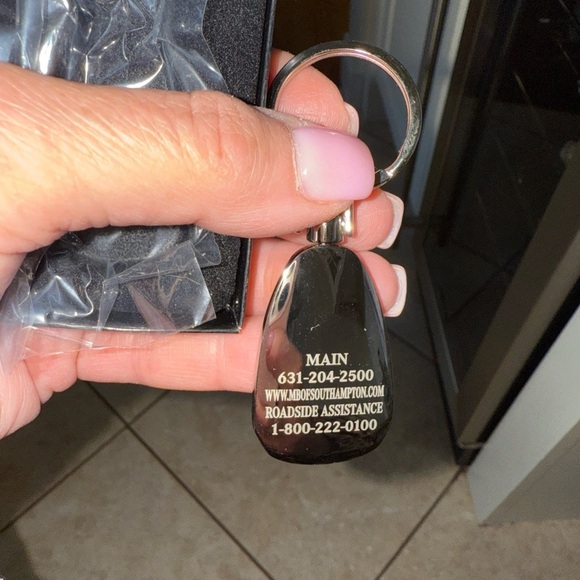 MAIN
631-204-2500
WWW.MBOFSOUTHAMPTON.COM
ROADSIDE ASSISTANCE
1-800-222-0100